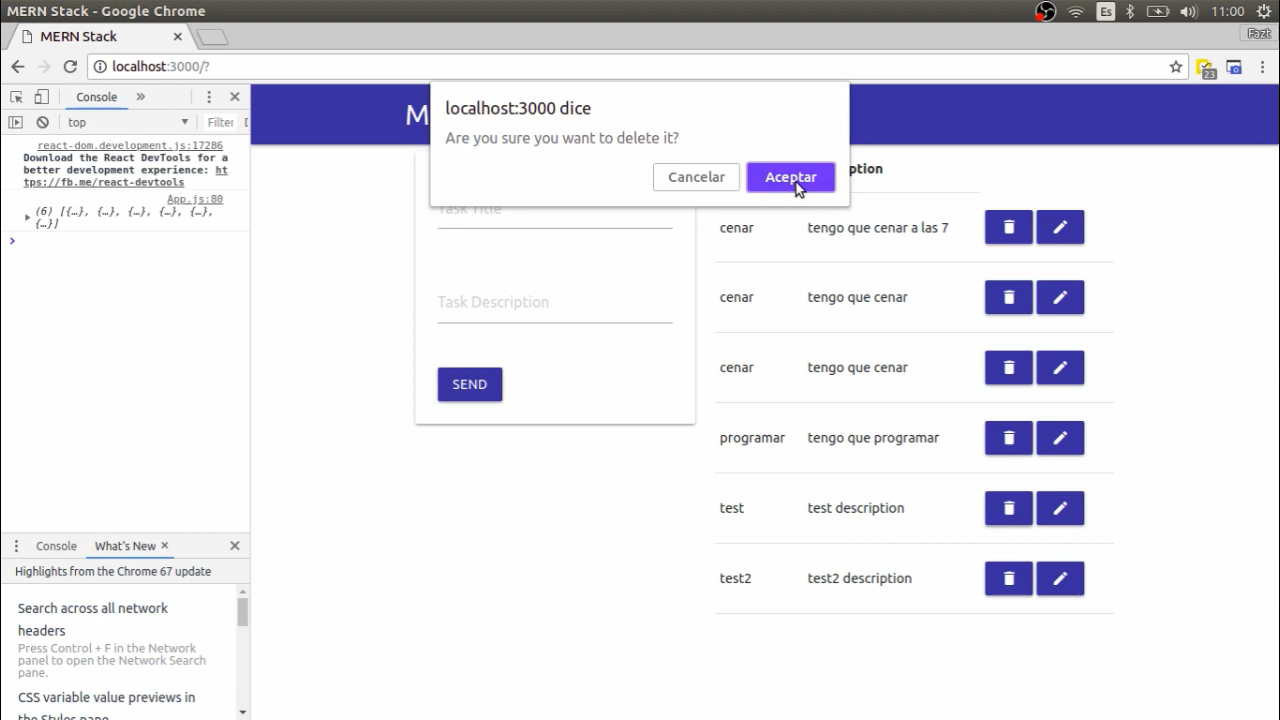 MERN Stack - Google Chrome
Es
11:00
MERN Stack
Fazt
localhost:3000/?
23
Console
top
Filter
react-dom.development.js:17286
Download the React DevTools for a
better development experience: ht
tps://fb.me/react-devtools
App.js:80
(6) [{…}, {…}, {…}, {…}, {…},
{…}]
M
localhost:3000 dice
Are you sure you want to delete it?
Cancelar
Aceptar
Task Title
Task Description
SEND
ption
cenar
tengo que cenar a las 7
cenar
tengo que cenar
cenar
tengo que cenar
programar
tengo que programar
test
test description
test2
test2 description
Console
What's New
Highlights from the Chrome 67 update
Search across all network
headers
Press Control + F in the Network
panel to open the Network Search
pane.
CSS variable value previews in
the Styles pane